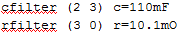 cfilter (2 3) c=110mF
rfilter (3 0) r=10.1mO